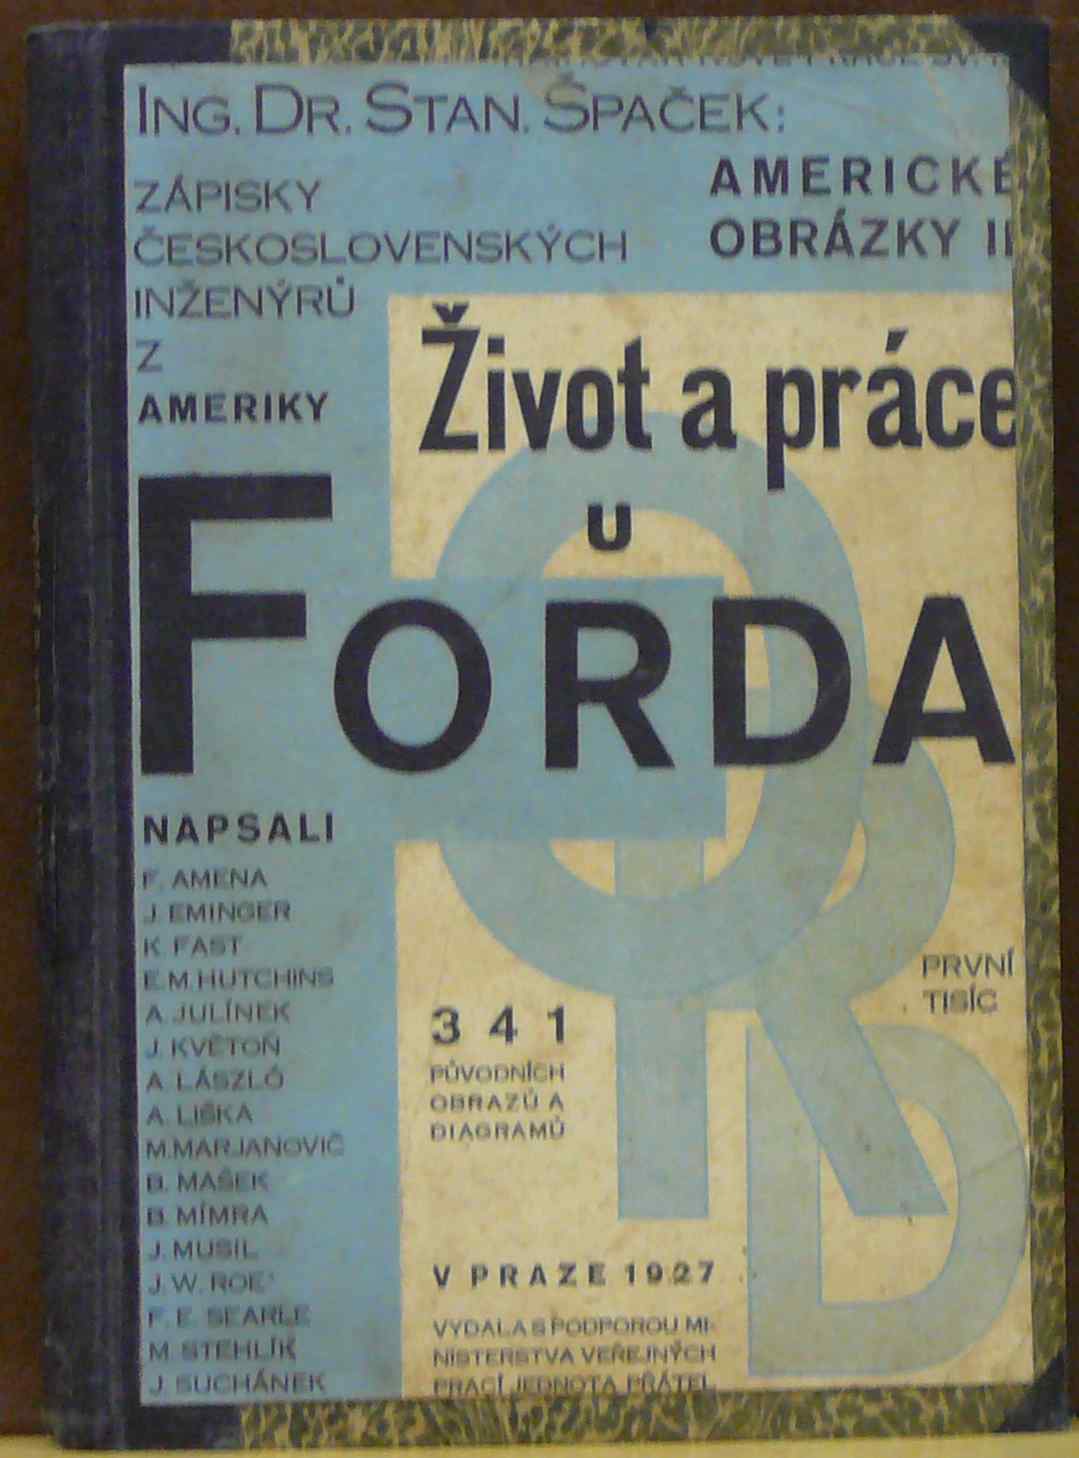 ING. DR. STAN. ŠPAČEK:
ZÁPISKY
ČESKOSLOVENSKÝCH
INŽENÝRŮ
Z
AMERIKY
AMERICKÉ
OBRÁZKY II
Život a práce
u
FORDA
NAPSALI
F. AMENA
J. EMINGER
K. FAST
E. M. HUTCHINS
A. JULÍNEK
J. KVĚTOŇ
A. LÁSZLÓ
A. LIŠKA
M. MARJANOVIČ
B. MAŠEK
B. MÍMRA
J. MUSIL
J. W. ROE
F. E. SEARLE
M. STEHLÍK
J. SUCHÁNEK
PRVNÍ
TISÍC
341
PŮVODNÍCH
OBRAZŮ A
DIAGRAMŮ
V PRAZE 1927
VYDALA S PODPOROU MI-
NISTERSTVA VEŘEJNÝCH
PRACÍ JEDNOTA PŘÁTEL
FORD